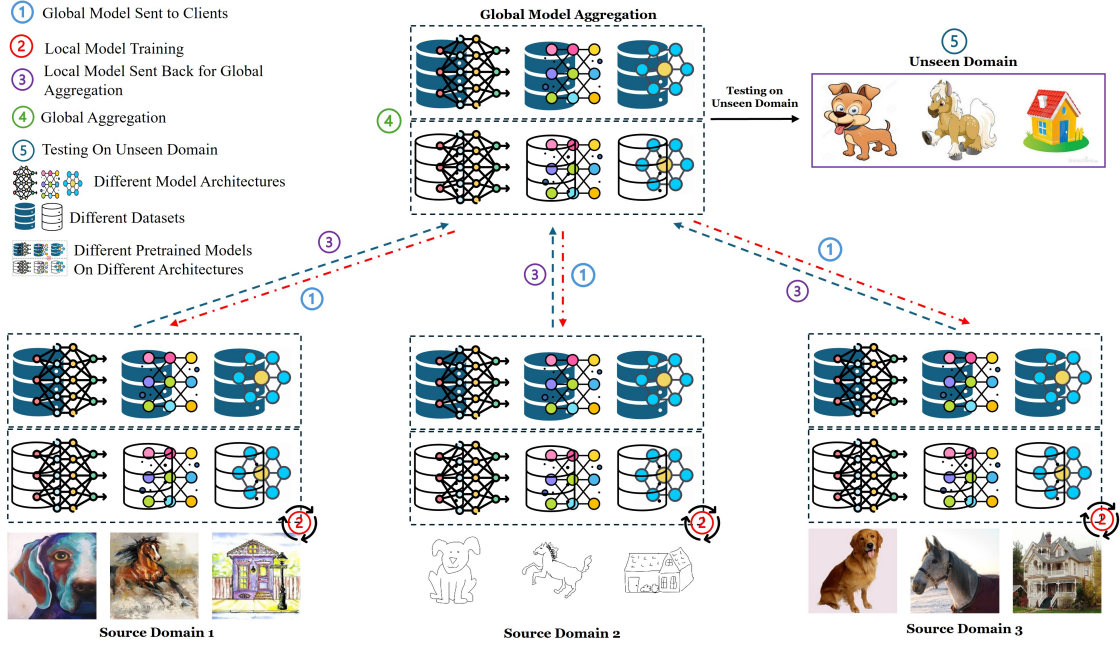 1 Global Model Sent to Clients
2 Local Model Training
3 Local Model Sent Back for Global
Aggregation
4 Global Aggregation
5 Testing On Unseen Domain
Different Model Architectures
Different Datasets
Different Pretrained Models
On Different Architectures
Global Model Aggregation
4
Testing on
Unseen Domain
5
Unseen Domain
3
1
3
1
1
3
2
2
2
Source Domain 1
Source Domain 2
Source Domain 3